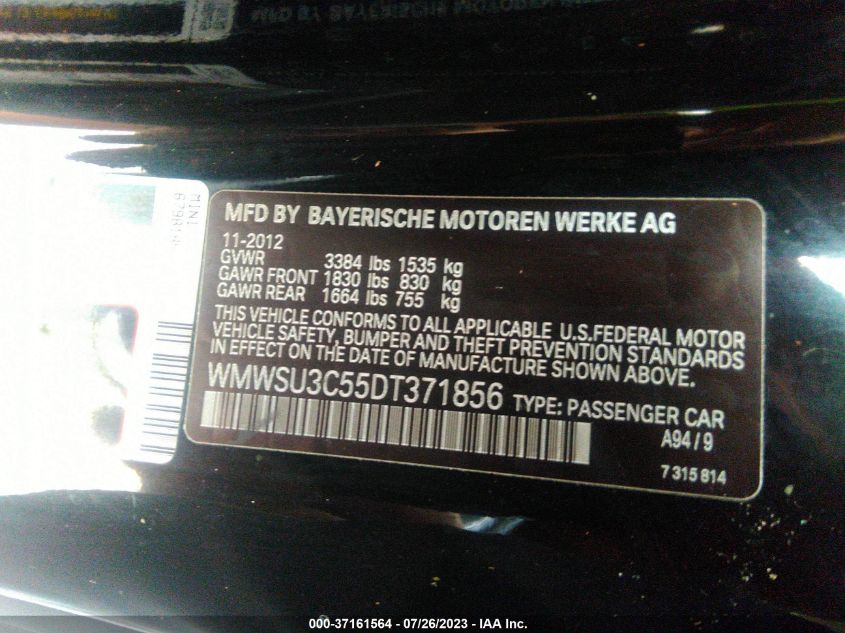 MFD BY BAYERISCHE MOTOREN WERKE AG
11-2012
GVWR 3384 lbs 1535 kg
GAWR FRONT 1830 lbs 830 kg
GAWR REAR 1664 lbs 755 kg
THIS VEHICLE CONFORMS TO ALL APPLICABLE U.S.FEDERAL MOTOR
VEHICLE SAFETY, BUMPER AND THEFT PREVENTION STANDARDS
IN EFFECT ON THE DATE OF MANUFACTURE SHOWN ABOVE.
WMWSU3C55DT371856 TYPE: PASSENGER CAR
A94 / 9
7 315 814
MINI
000-37161564 - 07/26/2023 - IAA Inc.